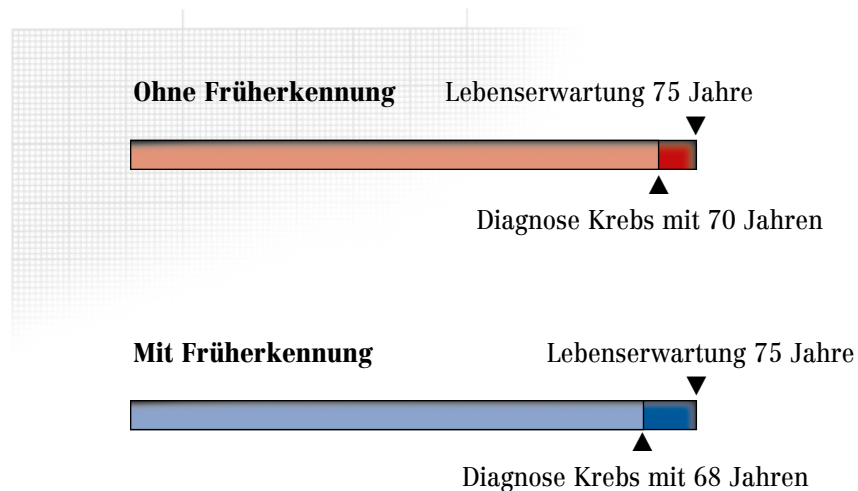 Ohne Früherkennung Lebenserwartung 75 Jahre
Diagnose Krebs mit 70 Jahren
Mit Früherkennung Lebenserwartung 75 Jahre
Diagnose Krebs mit 68 Jahren